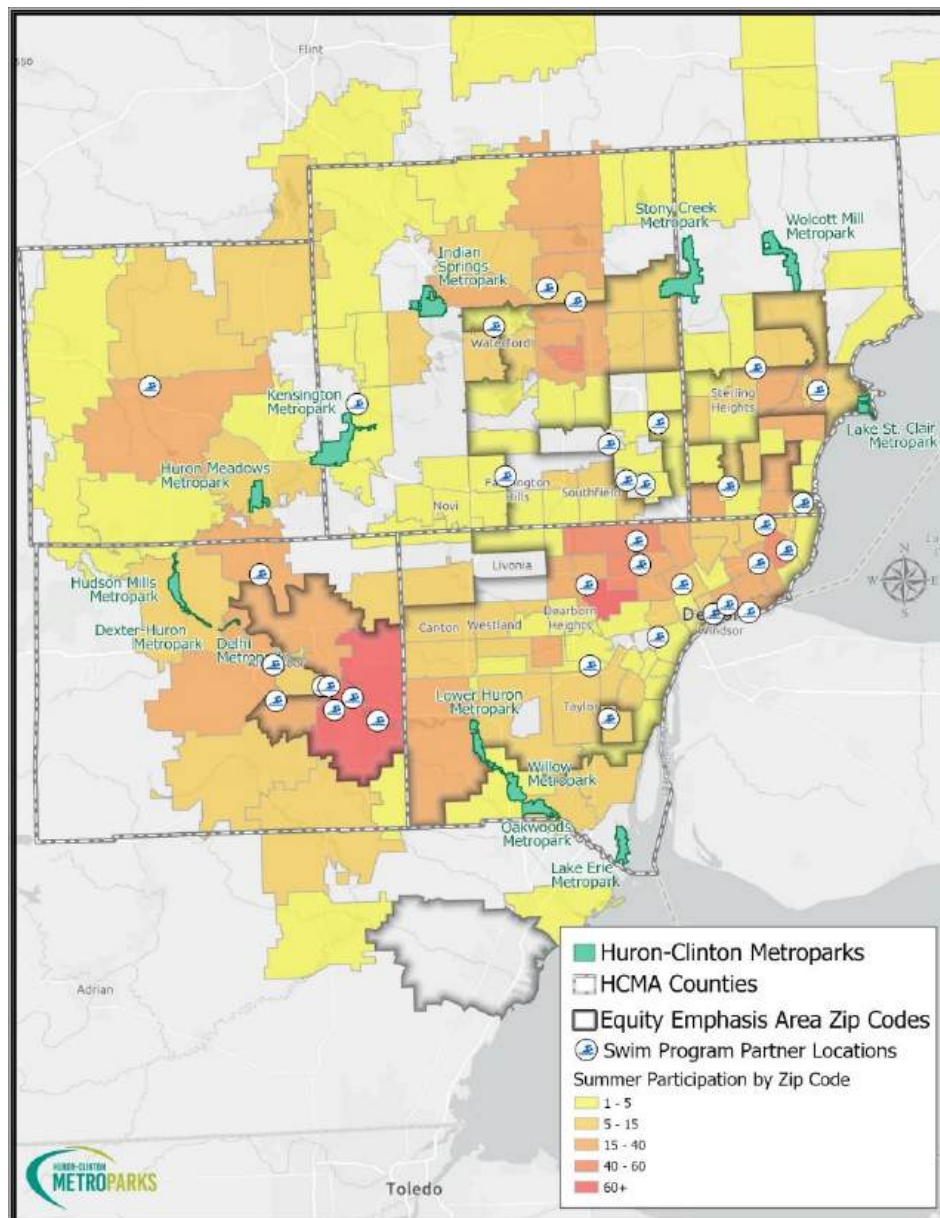 Flint
Stony Creek
Metropark
Wolcott Mill
Metropark
Indian
Springs
Metropark
Waterford
Kensington
Metropark
Sterling
Heights
Lake St. Clair
Metropark
Huron Meadows
Metropark
Hills
Southfield
Novi
Livonia
Hudson Mills
Metropark
Dearborn
Heights
Windsor
Dexter-Huron
Metropark
Delhi
Canton
Westland
Lower Huron
Metropark
Willow
Metropark
Oakwoods
Metropark
Lake Erie
Metropark
N
W
E
S
Adrian
Toledo
Huron-Clinton Metroparks
HCMA Counties
Equity Emphasis Area Zip Codes
Swim Program Partner Locations
Summer Participation by Zip Code
1 - 5
5 - 15
15 - 40
40 - 60
60+
HURON-CLINTON
METROPARKS